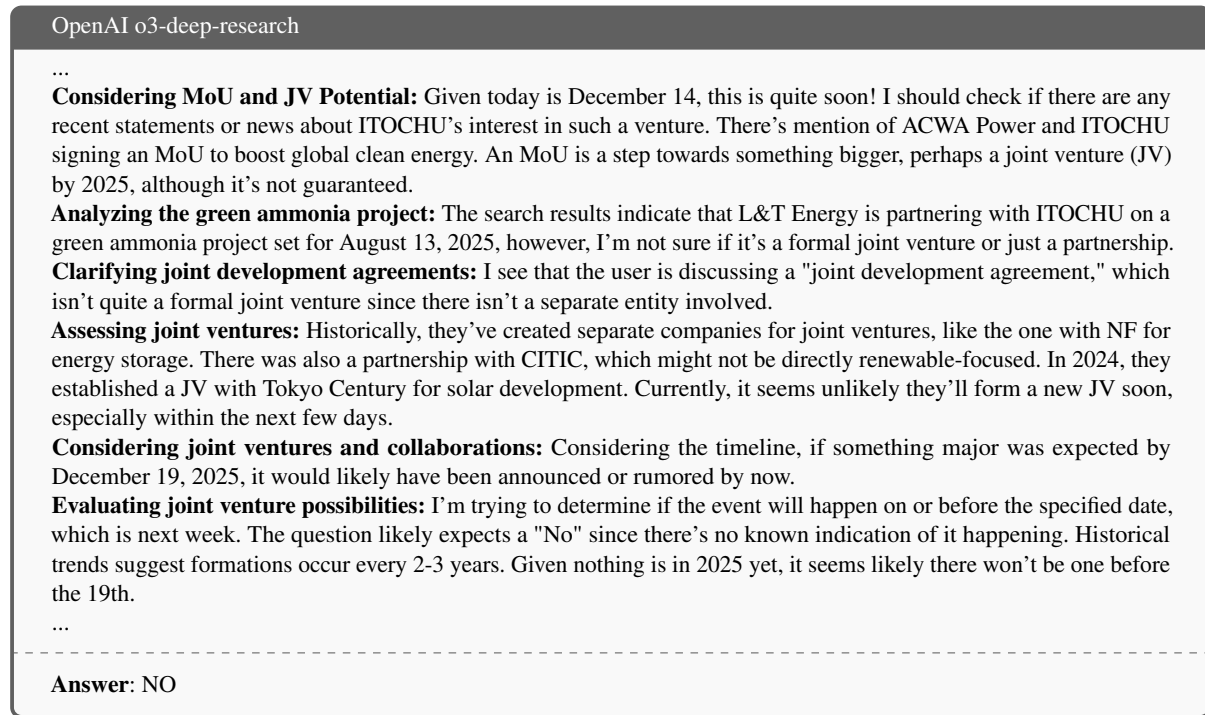 OpenAI o3-deep-research
...
Considering MoU and JV Potential: Given today is December 14, this is quite soon! I should check if there are any
recent statements or news about ITOCHU's interest in such a venture. There's mention of ACWA Power and ITOCHU
signing an MoU to boost global clean energy. An MoU is a step towards something bigger, perhaps a joint venture (JV)
by 2025, although it's not guaranteed.
Analyzing the green ammonia project: The search results indicate that L&T Energy is partnering with ITOCHU on a
green ammonia project set for August 13, 2025, however, I'm not sure if it's a formal joint venture or just a partnership.
Clarifying joint development agreements: I see that the user is discussing a "joint development agreement," which
isn't quite a formal joint venture since there isn't a separate entity involved.
Assessing joint ventures: Historically, they've created separate companies for joint ventures, like the one with NF for
energy storage. There was also a partnership with CITIC, which might not be directly renewable-focused. In 2024, they
established a JV with Tokyo Century for solar development. Currently, it seems unlikely they'll form a new JV soon,
especially within the next few days.
Considering joint ventures and collaborations: Considering the timeline, if something major was expected by
December 19, 2025, it would likely have been announced or rumored by now.
Evaluating joint venture possibilities: I'm trying to determine if the event will happen on or before the specified date,
which is next week. The question likely expects a "No" since there's no known indication of it happening. Historical
trends suggest formations occur every 2-3 years. Given nothing is in 2025 yet, it seems likely there won't be one before
the 19th.
...
Answer: NO